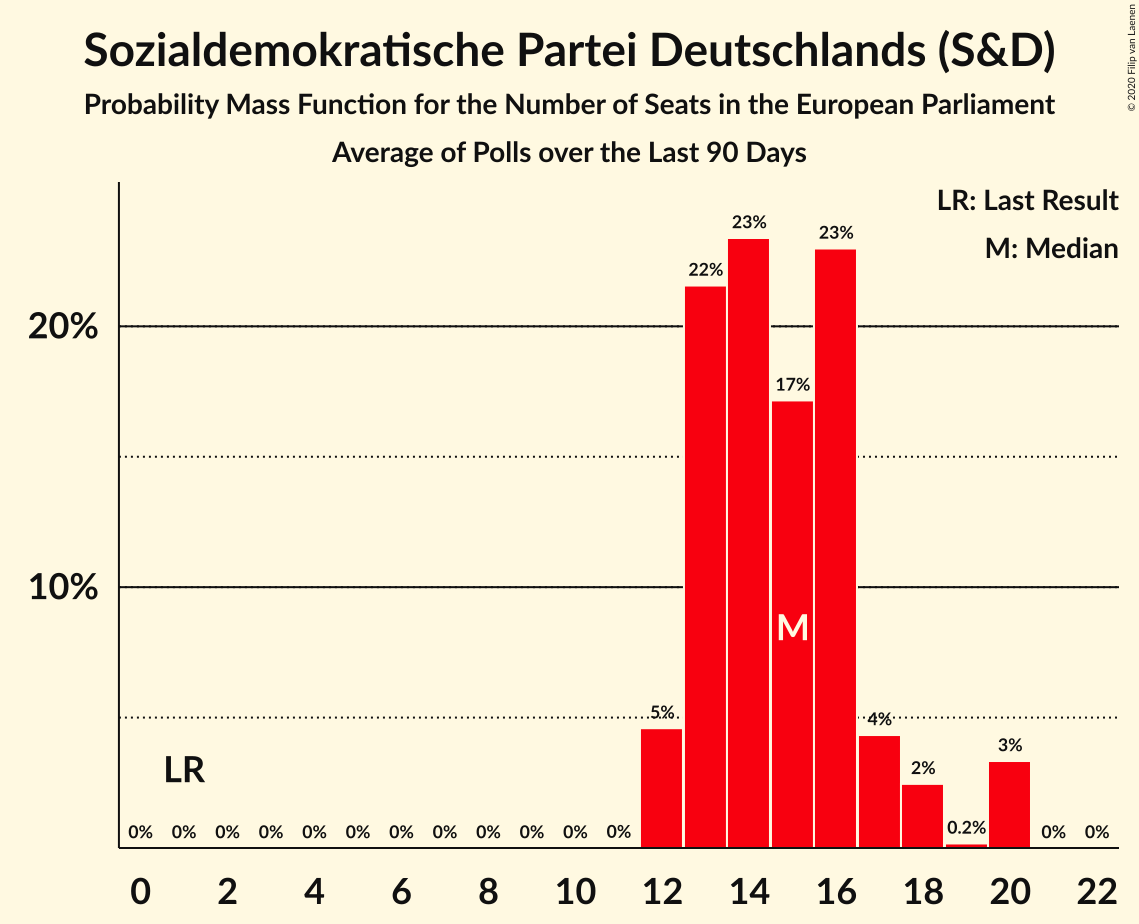 Sozialdemokratische Partei Deutschlands (S&D)
Probability Mass Function for the Number of Seats in the European Parliament
Average of Polls over the Last 90 Days
© 2020 Filip van Laenen
LR: Last Result
M: Median
20%
10%
23%
23%
22%
17%
M
5%
4%
LR
2%
3%
0% 0% 0% 0% 0% 0% 0% 0% 0% 0% 0% 0% 0.2% 0% 0%
0 2 4 6 8 10 12 14 16 18 20 22